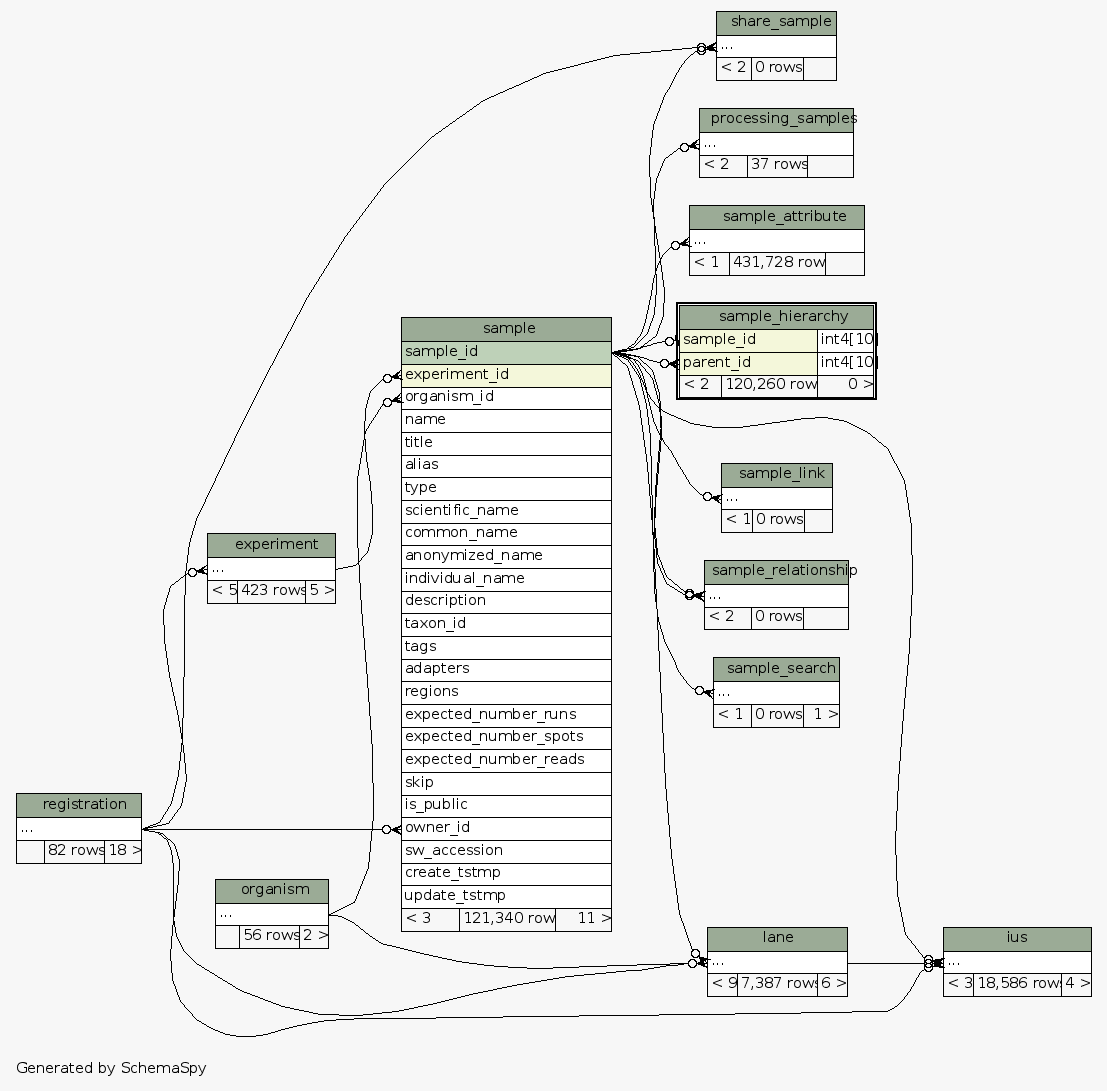 share_sample
...
< 2 0 rows
processing_samples
...
< 2 37 rows
sample_attribute
...
< 1 431,728 row
sample_hierarchy
sample_id int4[10]
parent_id int4[10]
< 2 120,260 row 0 >
sample
sample_id
experiment_id
organism_id
name
title
alias
type
scientific_name
common_name
anonymized_name
individual_name
description
taxon_id
tags
adapters
regions
expected_number_runs
expected_number_spots
expected_number_reads
skip
is_public
owner_id
sw_accession
create_tstmp
update_tstmp
< 3 121,340 row 11 >
sample_link
...
< 1 0 rows
experiment
...
< 5 423 rows 5 >
sample_relationship
...
< 2 0 rows
sample_search
...
< 1 0 rows 1 >
registration
...
82 rows 18 >
organism
...
56 rows 2 >
lane
...
< 9 7,387 rows 6 >
ius
...
< 3 18,586 rows 4 >
Generated by SchemaSpy